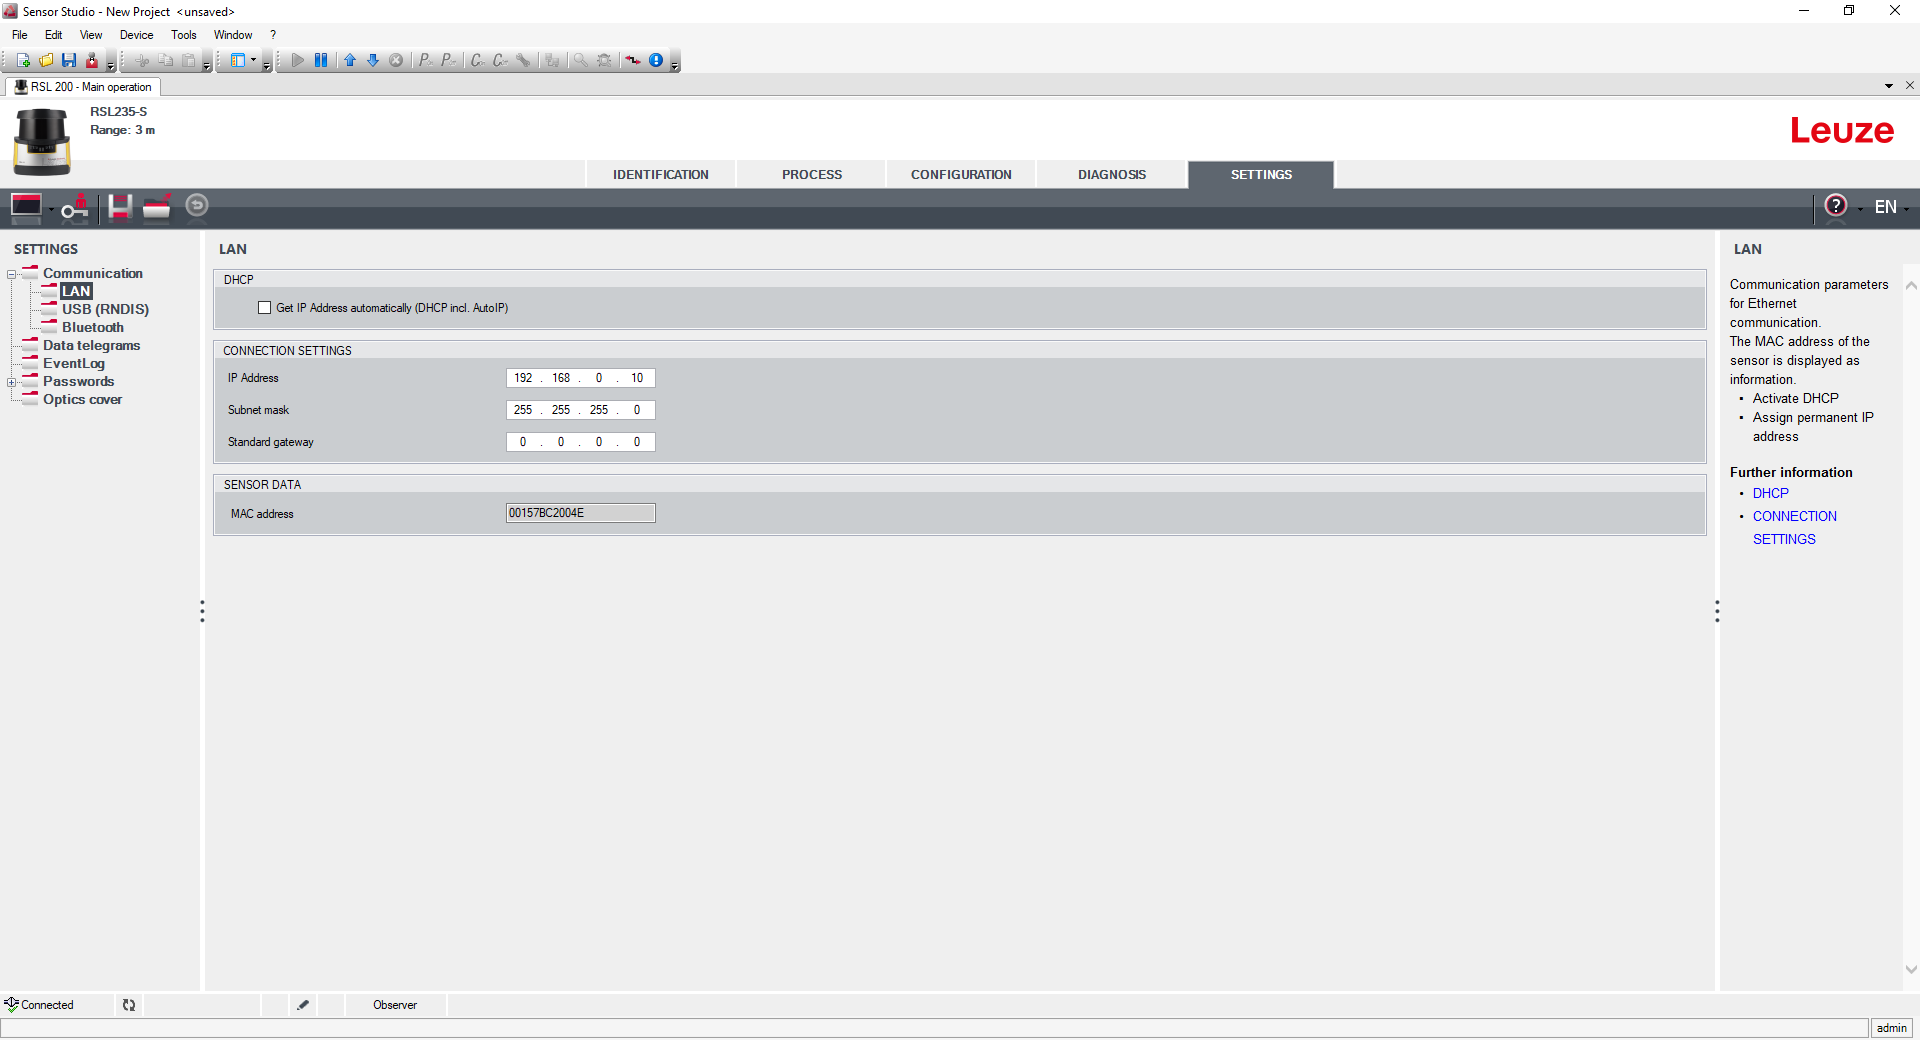 Sensor Studio - New Project <unsaved>
File Edit View Device Tools Window ?
RSL 200 - Main operation
RSL235-S
Range: 3 m
Leuze
IDENTIFICATION PROCESS CONFIGURATION DIAGNOSIS SETTINGS
EN
SETTINGS
Communication
LAN
USB (RNDIS)
Bluetooth
Data telegrams
EventLog
Passwords
Optics cover
LAN
DHCP
Get IP Address automatically (DHCP incl. AutoIP)
CONNECTION SETTINGS
IP Address 192 . 168 . 0 . 10
Subnet mask 255 . 255 . 255 . 0
Standard gateway 0 . 0 . 0 . 0
SENSOR DATA
MAC address 00157BC2004E
LAN
Communication parameters
for Ethernet
communication.
The MAC address of the
sensor is displayed as
information.
• Activate DHCP
• Assign permanent IP
address
Further information
• DHCP
• CONNECTION
SETTINGS
Connected Observer
admin